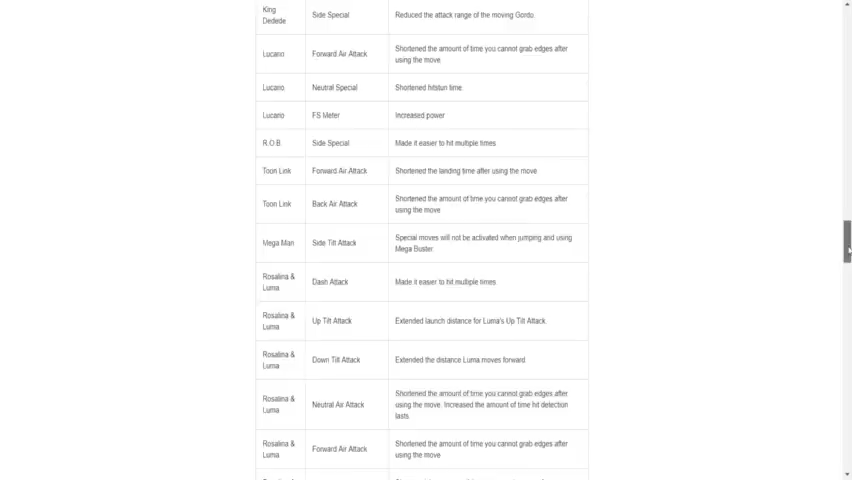 King
Dedede
Side Special
Reduced the attack range of the moving Gordo.
Lucario
Forward Air Attack
Shortened the amount of time you cannot grab edges after
using the move.
Lucario
Neutral Special
Shortened hitstun time.
Lucario
FS Meter
Increased power
R.O.B.
Side Special
Made it easier to hit multiple times
Toon Link
Forward Air Attack
Shortened the landing time after using the move
Toon Link
Back Air Attack
Shortened the amount of time you cannot grab edges after
using the move
Mega Man
Side Tilt Attack
Special moves will not be activated when jumping and using
Mega Buster
Rosalina &
Luma
Dash Attack
Made it easier to hit multiple times
Rosalina &
Luma
Up Tilt Attack
Extended launch distance for Luma's Up Tilt Attack.
Rosalina &
Luma
Down Tilt Attack
Extended the distance Luma moves forward.
Rosalina &
Luma
Neutral Air Attack
Shortened the amount of time you cannot grab edges after
using the move. Increased the amount of time hit detection
lasts.
Rosalina &
Luma
Forward Air Attack
Shortened the amount of time you cannot grab edges after
using the move